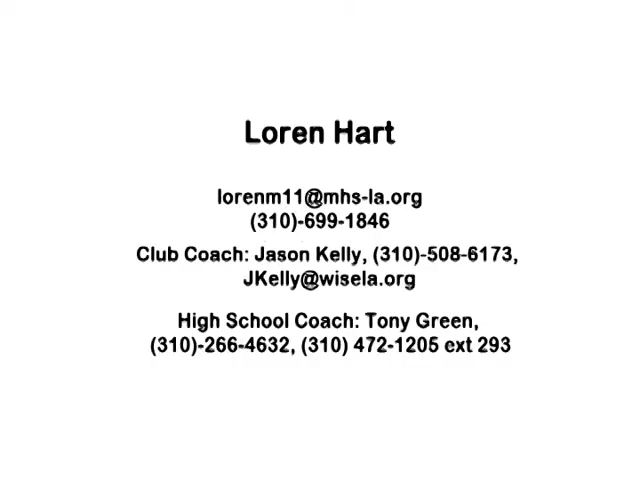 Loren Hart
lorenm11@mhs-la.org
(310)-699-1846
Club Coach: Jason Kelly, (310)-508-6173,
JKelly@wisela.org
High School Coach: Tony Green,
(310)-266-4632, (310) 472-1205 ext 293